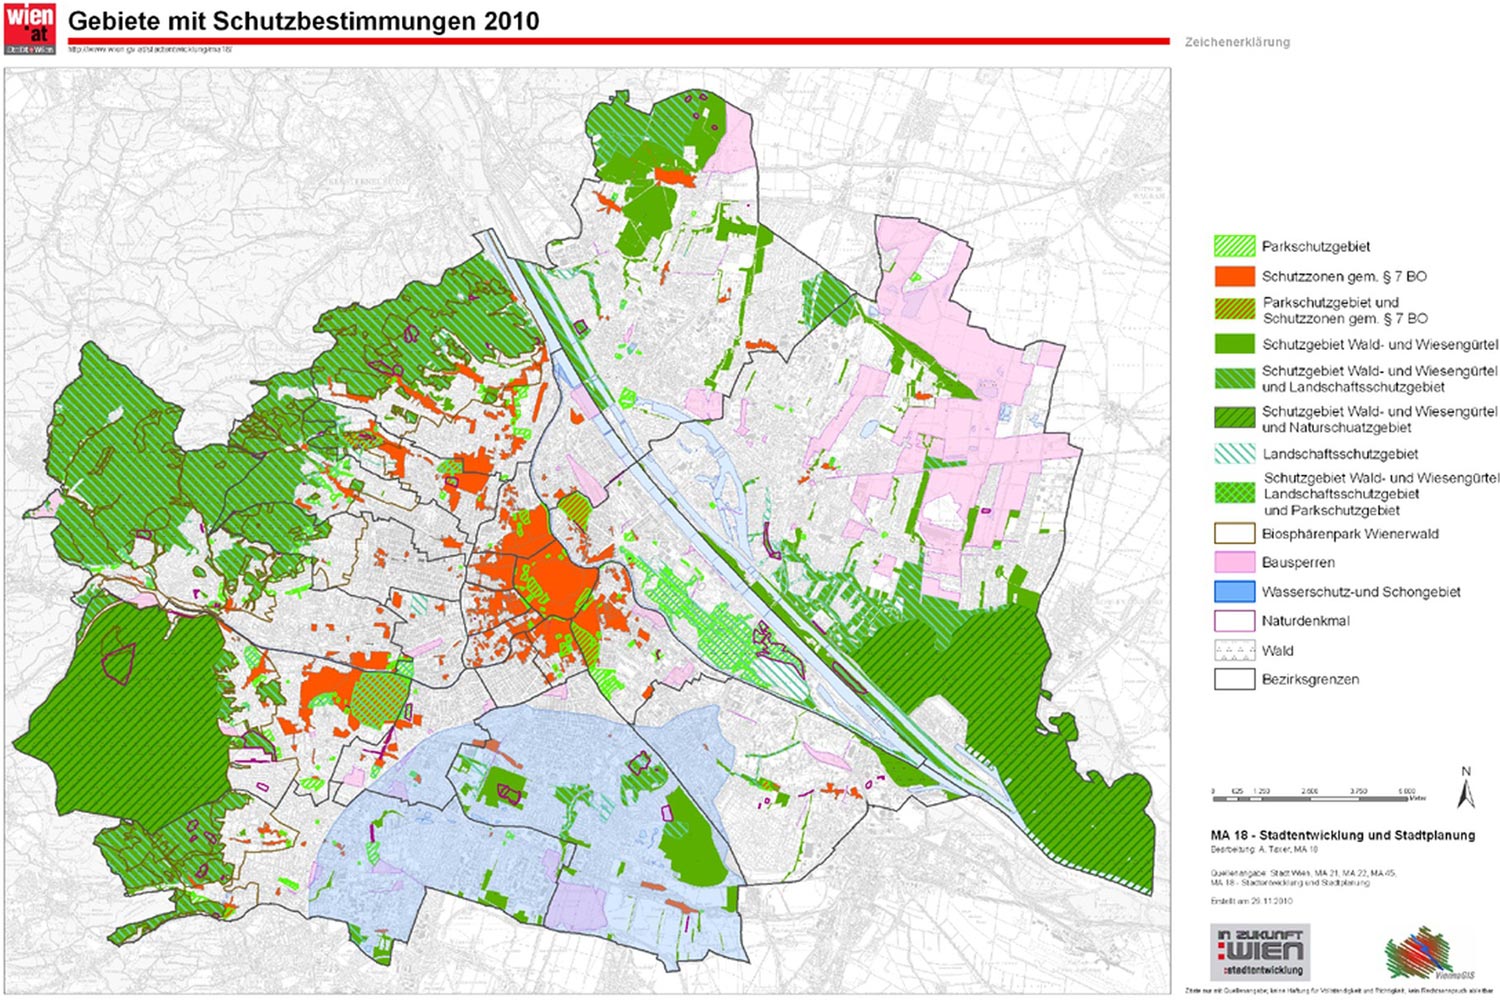 wien
at
Stadt Wien
Gebiete mit Schutzbestimmungen 2010
http://www.wien.gv.at/stadtentwicklung/ma18/
Zeichenerklärung
Parkschutzgebiet
Schutzzonen gem. § 7 BO
Parkschutzgebiet und
Schutzzonen gem. § 7 BO
Schutzgebiet Wald- und Wiesengürtel
Schutzgebiet Wald- und Wiesengürtel
und Landschaftsschutzgebiet
Schutzgebiet Wald- und Wiesengürtel
und Naturschuatzgebiet
Landschaftsschutzgebiet
Schutzgebiet Wald- und Wiesengürtel
Landschaftsschutzgebiet
und Parkschutzgebiet
Biosphärenpark Wienerwald
Bausperren
Wasserschutz-und Schongebiet
Naturdenkmal
Wald
Bezirksgrenzen
N
0 625 1.250 2.500 3.750 5.000
Meter
MA 18 - Stadtentwicklung und Stadtplanung
Bearbeitung: A. Taxer, MA 18
Quellenangabe: Stadt Wien, MA 21, MA 22, MA 45,
MA 18 - Stadtentwicklung und Stadtplanung
Erstellt am 29.11.2010
IN ZUKUNFT
WIEN
:stadtentwicklung
ViennaGIS
Zitate nur mit Quellenangabe; keine Haftung für Vollständigkeit und Richtigkeit, kein Rechtsanspruch ableitbar